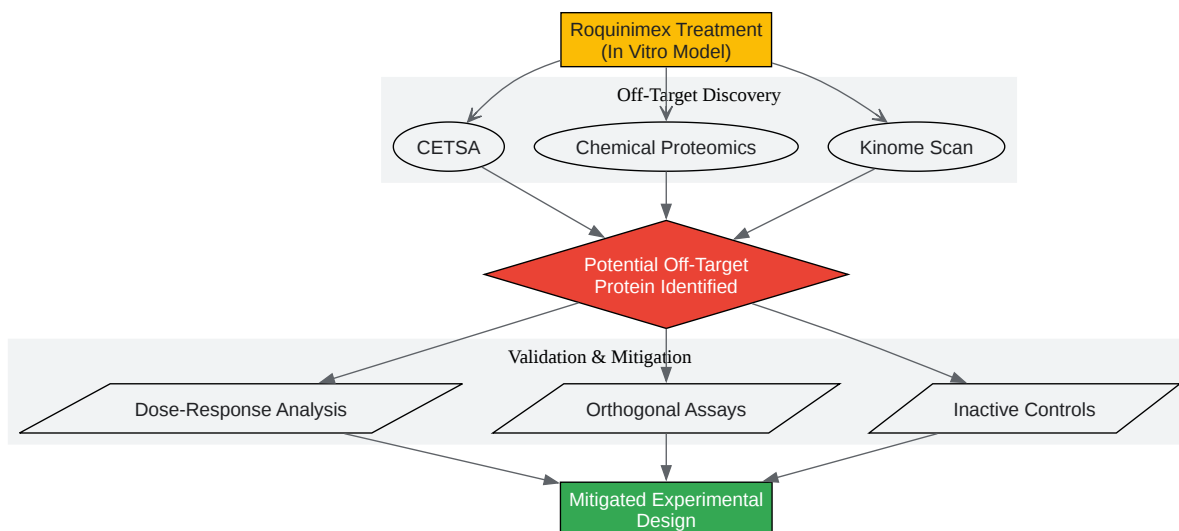 Roquinimex Treatment
(In Vitro Model)
Off-Target Discovery
CETSA
Chemical Proteomics
Kinome Scan
Potential Off-Target
Protein Identified
Validation & Mitigation
Dose-Response Analysis
Orthogonal Assays
Inactive Controls
Mitigated Experimental
Design